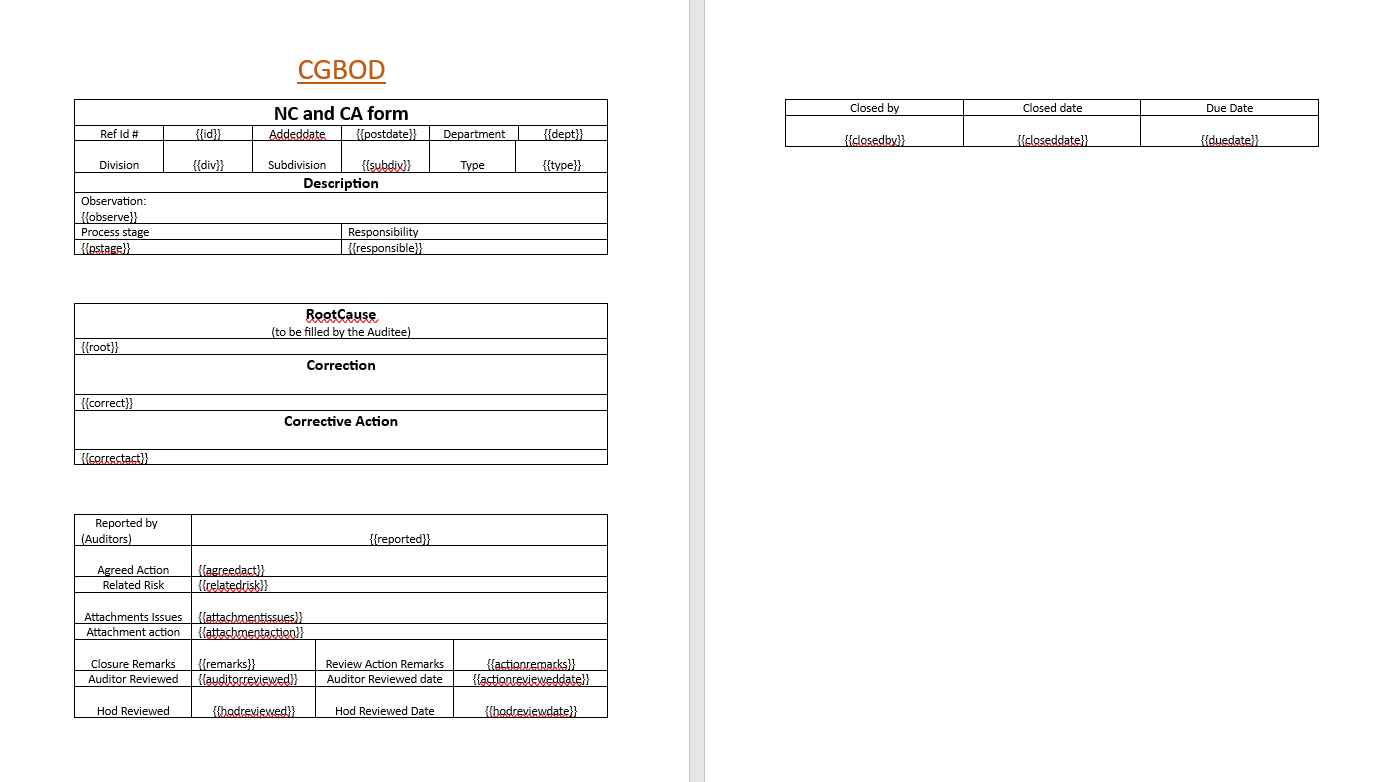 CGBOD
NC and CA form
Ref Id # {{id}} Addeddate {{postdate}} Department {{dept}}
Division {{div}} Subdivision {{subdiv}} Type {{type}}
Description
Observation:
{{observe}}
Process stage Responsibility
{{pstage}} {{responsible}}
RootCause
(to be filled by the Auditee)
{{root}}
Correction
{{correct}}
Corrective Action
{{correctact}}
Reported by
(Auditors) {{reported}}
Agreed Action {{agreedact}}
Related Risk {{relatedrisk}}
Attachments Issues {{attachmentissues}}
Attachment action {{attachmentaction}}
Closure Remarks {{remarks}} Review Action Remarks {{actionremarks}}
Auditor Reviewed {{auditorreviewed}} Auditor Reviewed date {{actionrevieweddate}}
Hod Reviewed {{hodreviewed}} Hod Reviewed Date {{hodreviewdate}}
Closed by Closed date Due Date
{{closedby}} {{closeddate}} {{duedate}}